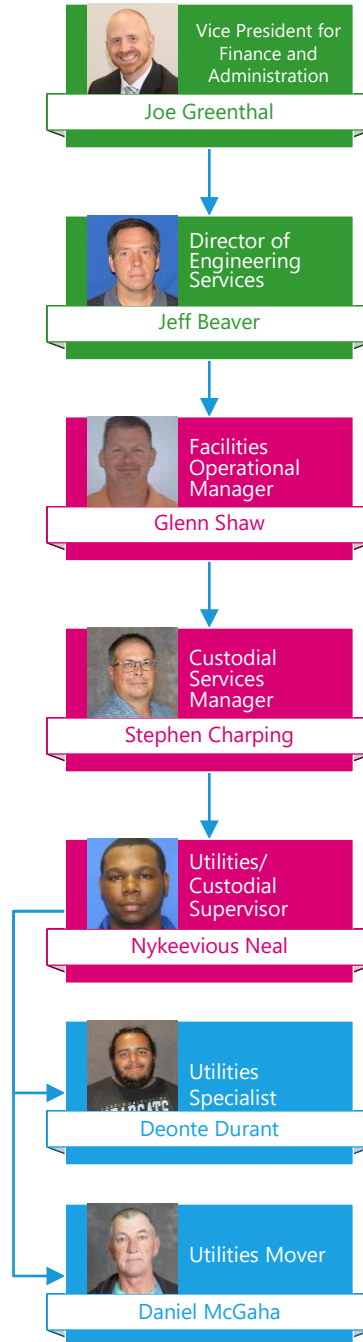 Vice President for
Finance and
Administration
Joe Greenthal
Director of
Engineering
Services
Jeff Beaver
Facilities
Operational
Manager
Glenn Shaw
Custodial
Services
Manager
Stephen Charping
Utilities/
Custodial
Supervisor
Nykeevious Neal
Utilities
Specialist
Deonte Durant
Utilities Mover
Daniel McGaha